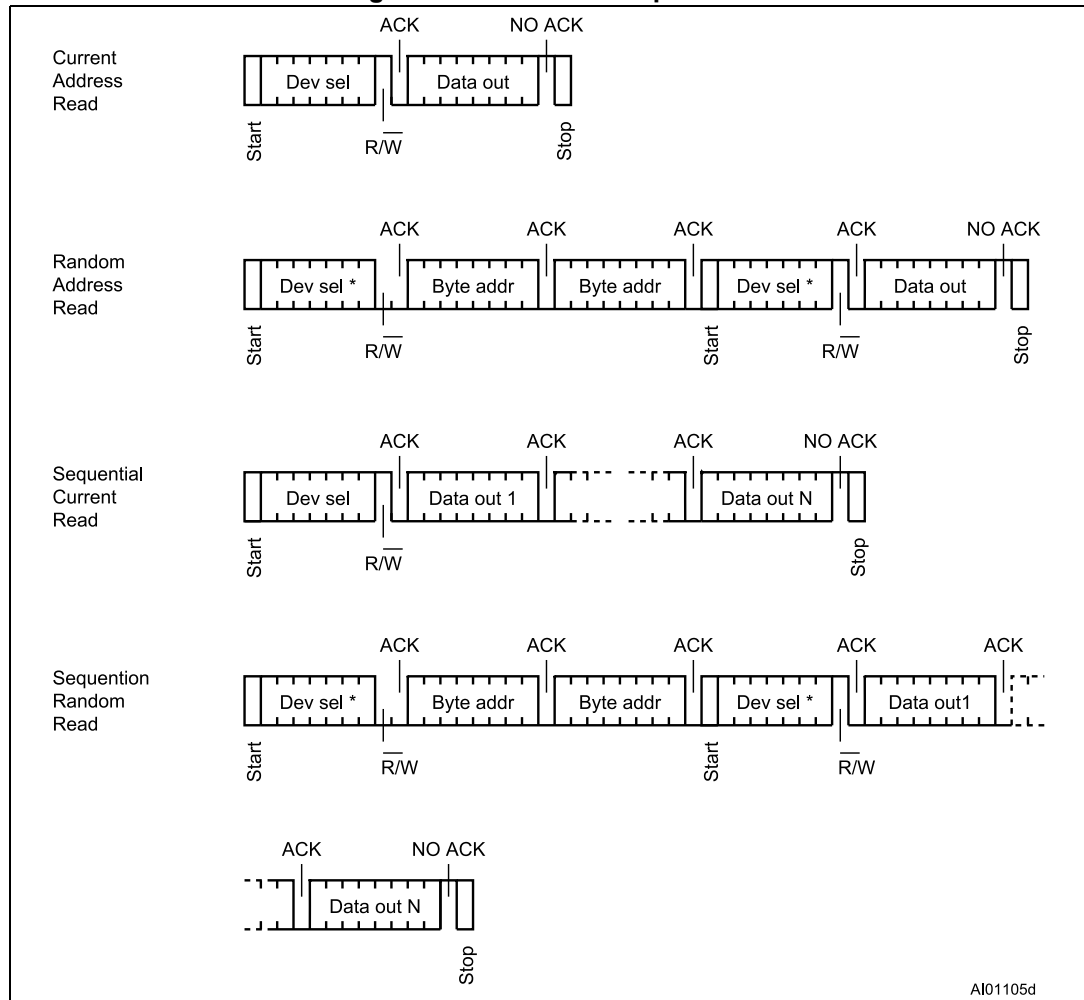 ACK NO ACK
Current
Address
Read
Dev sel Data out
Start R/W Stop
ACK ACK ACK ACK NO ACK
Random
Address
Read
Dev sel * Byte addr Byte addr Dev sel * Data out
Start R/W Start R/W Stop
ACK ACK ACK NO ACK
Sequential
Current
Read
Dev sel Data out 1 Data out N
Start R/W Stop
ACK ACK ACK ACK ACK
Sequention
Random
Read
Dev sel * Byte addr Byte addr Dev sel * Data out1
Start R/W Start R/W
ACK NO ACK
Data out N
Stop
AI01105d